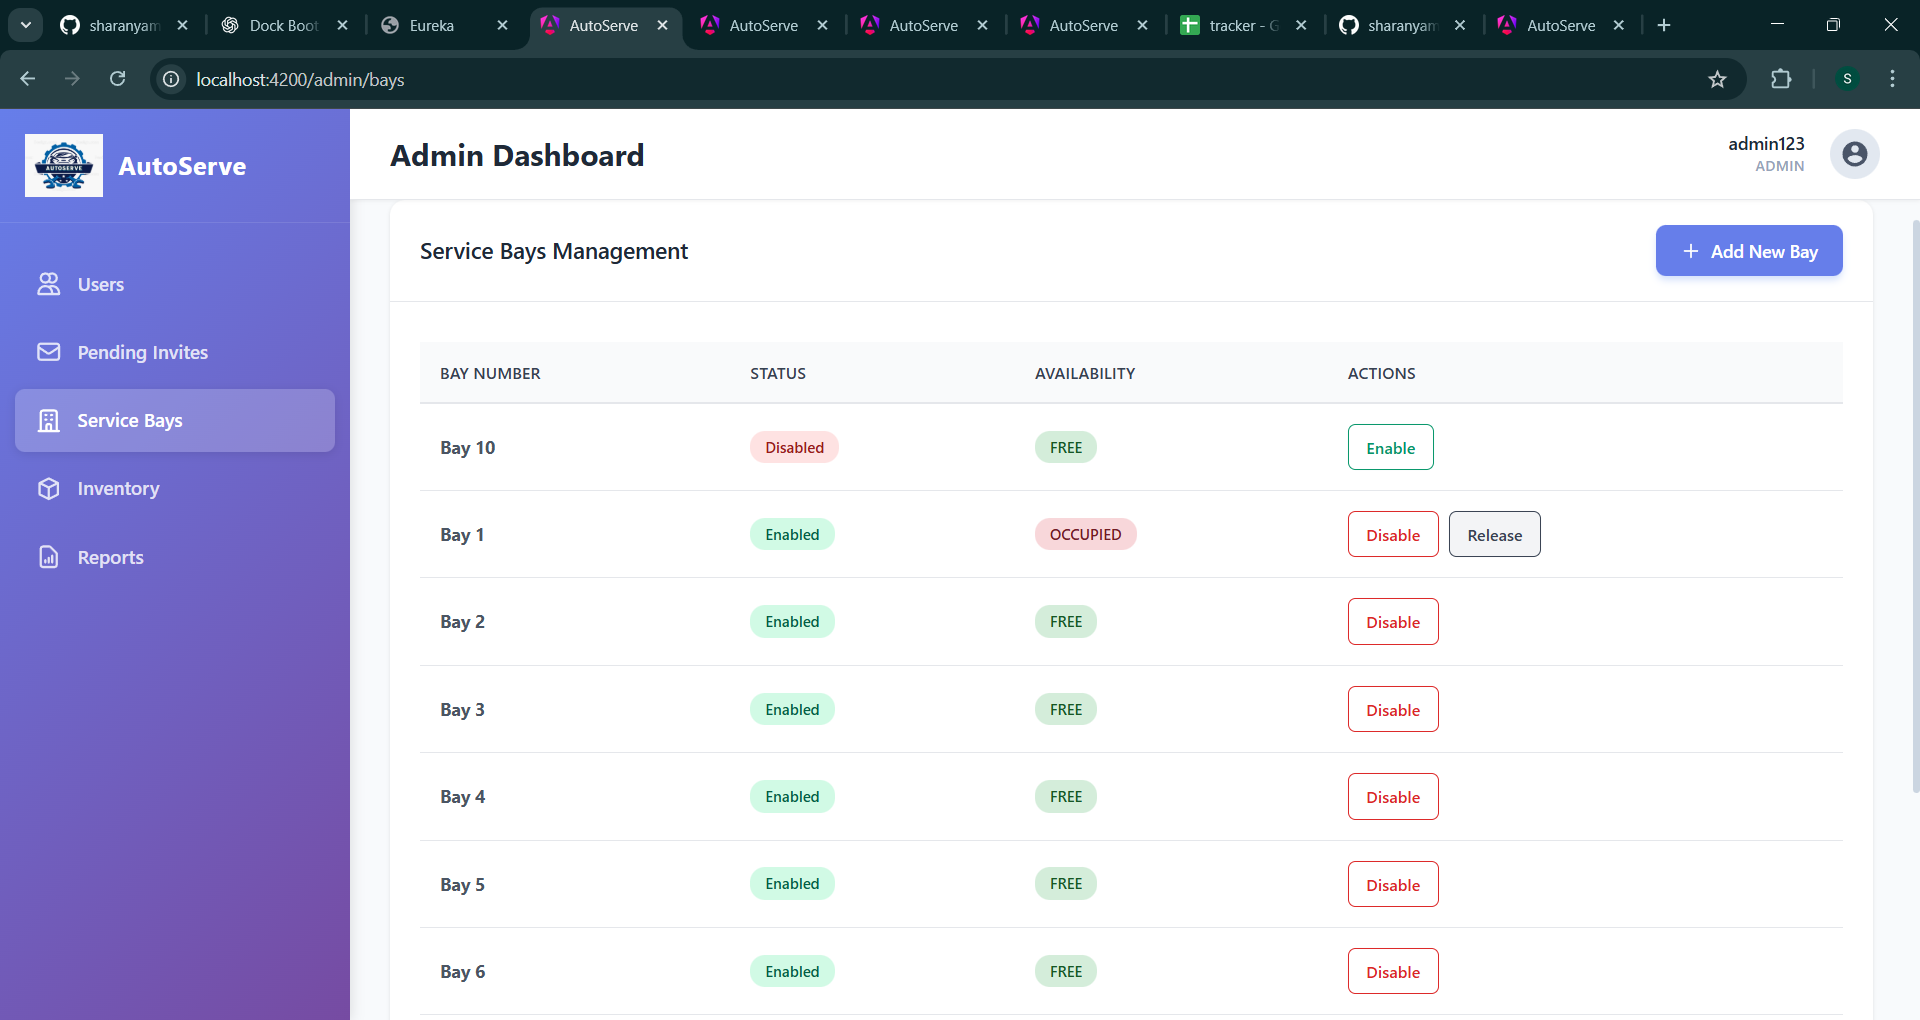 sharanyam
Dock Boot
Eureka
AutoServe
AutoServe
AutoServe
AutoServe
tracker - G
sharanyam
AutoServe
localhost:4200/admin/bays
S
AUTOSERVE
AutoServe
Users
Pending Invites
Service Bays
Inventory
Reports
Admin Dashboard
admin123
ADMIN
Service Bays Management
+ Add New Bay
BAY NUMBER STATUS AVAILABILITY ACTIONS
Bay 10 Disabled FREE Enable
Bay 1 Enabled OCCUPIED Disable Release
Bay 2 Enabled FREE Disable
Bay 3 Enabled FREE Disable
Bay 4 Enabled FREE Disable
Bay 5 Enabled FREE Disable
Bay 6 Enabled FREE Disable